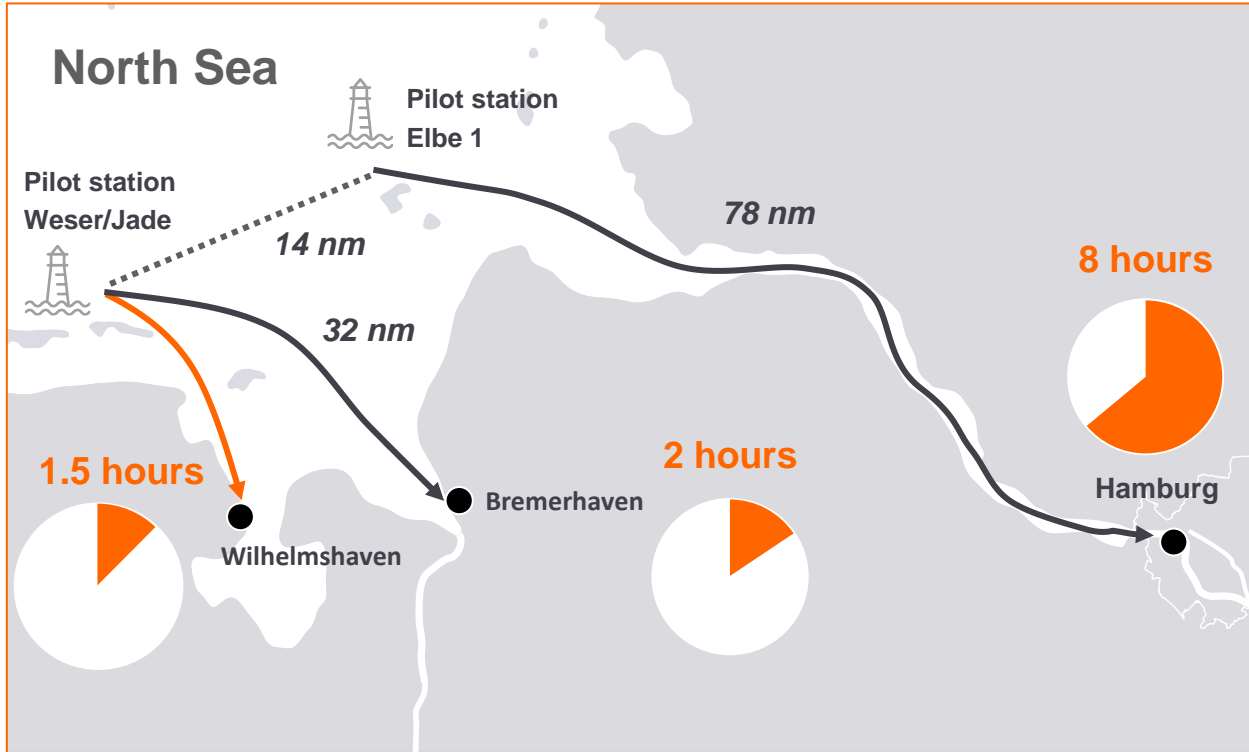 North Sea
Pilot station
Elbe 1
Pilot station
Weser/Jade
14 nm
78 nm
32 nm
8 hours
1.5 hours
2 hours
Bremerhaven
Hamburg
Wilhelmshaven